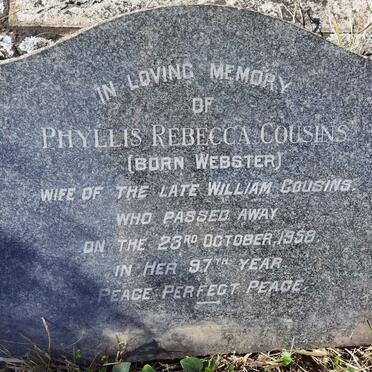 IN LOVING MEMORY
OF
PHYLLIS REBECCA COUSINS
(BORN WEBSTER)
WIFE OF THE LATE WILLIAM COUSINS.
WHO PASSED AWAY
ON THE 23RD OCTOBER, 1958.
IN HER 97TH YEAR
PEACE PERFECT PEACE.